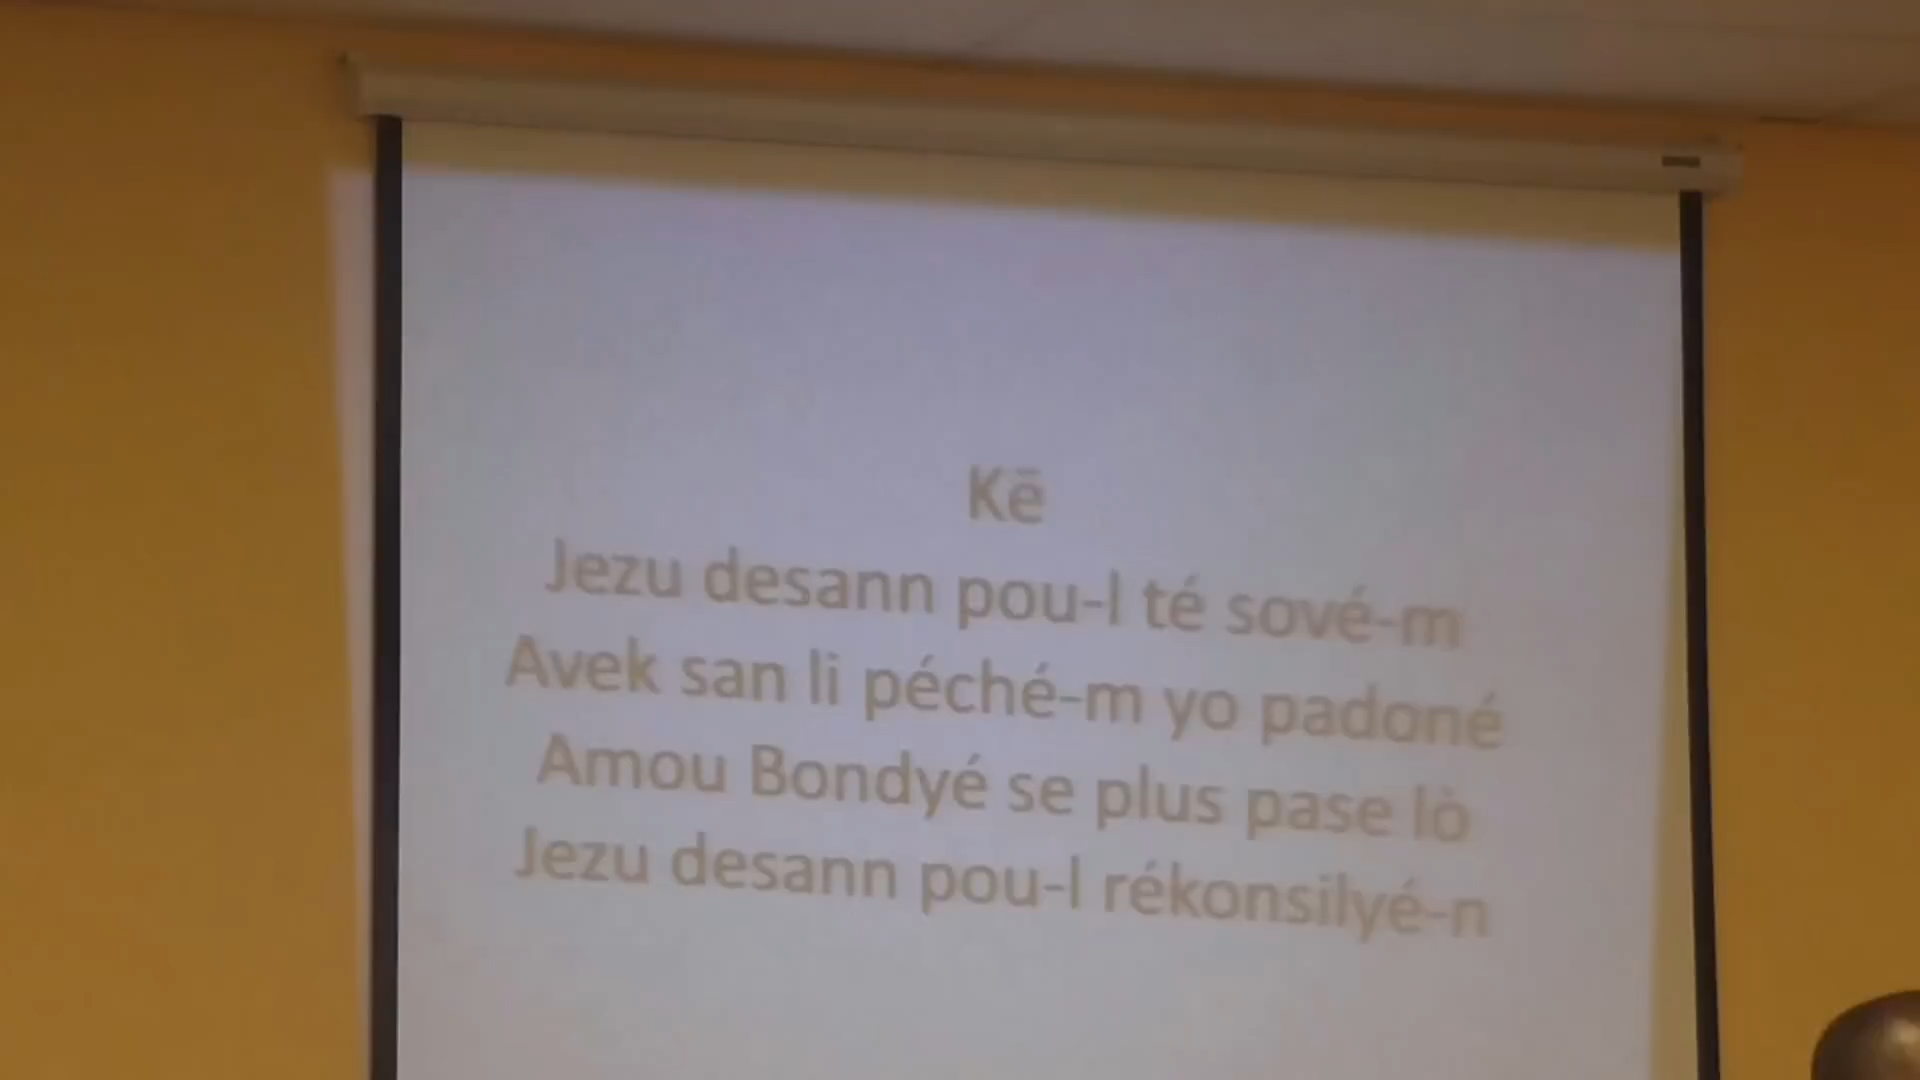 Kē
Jezu desann pou-l té sové-m
Avek san li péché-m yo padoné
Amou Bondyé se plus pase lò
Jezu desann pou-l rékonsilyé-n